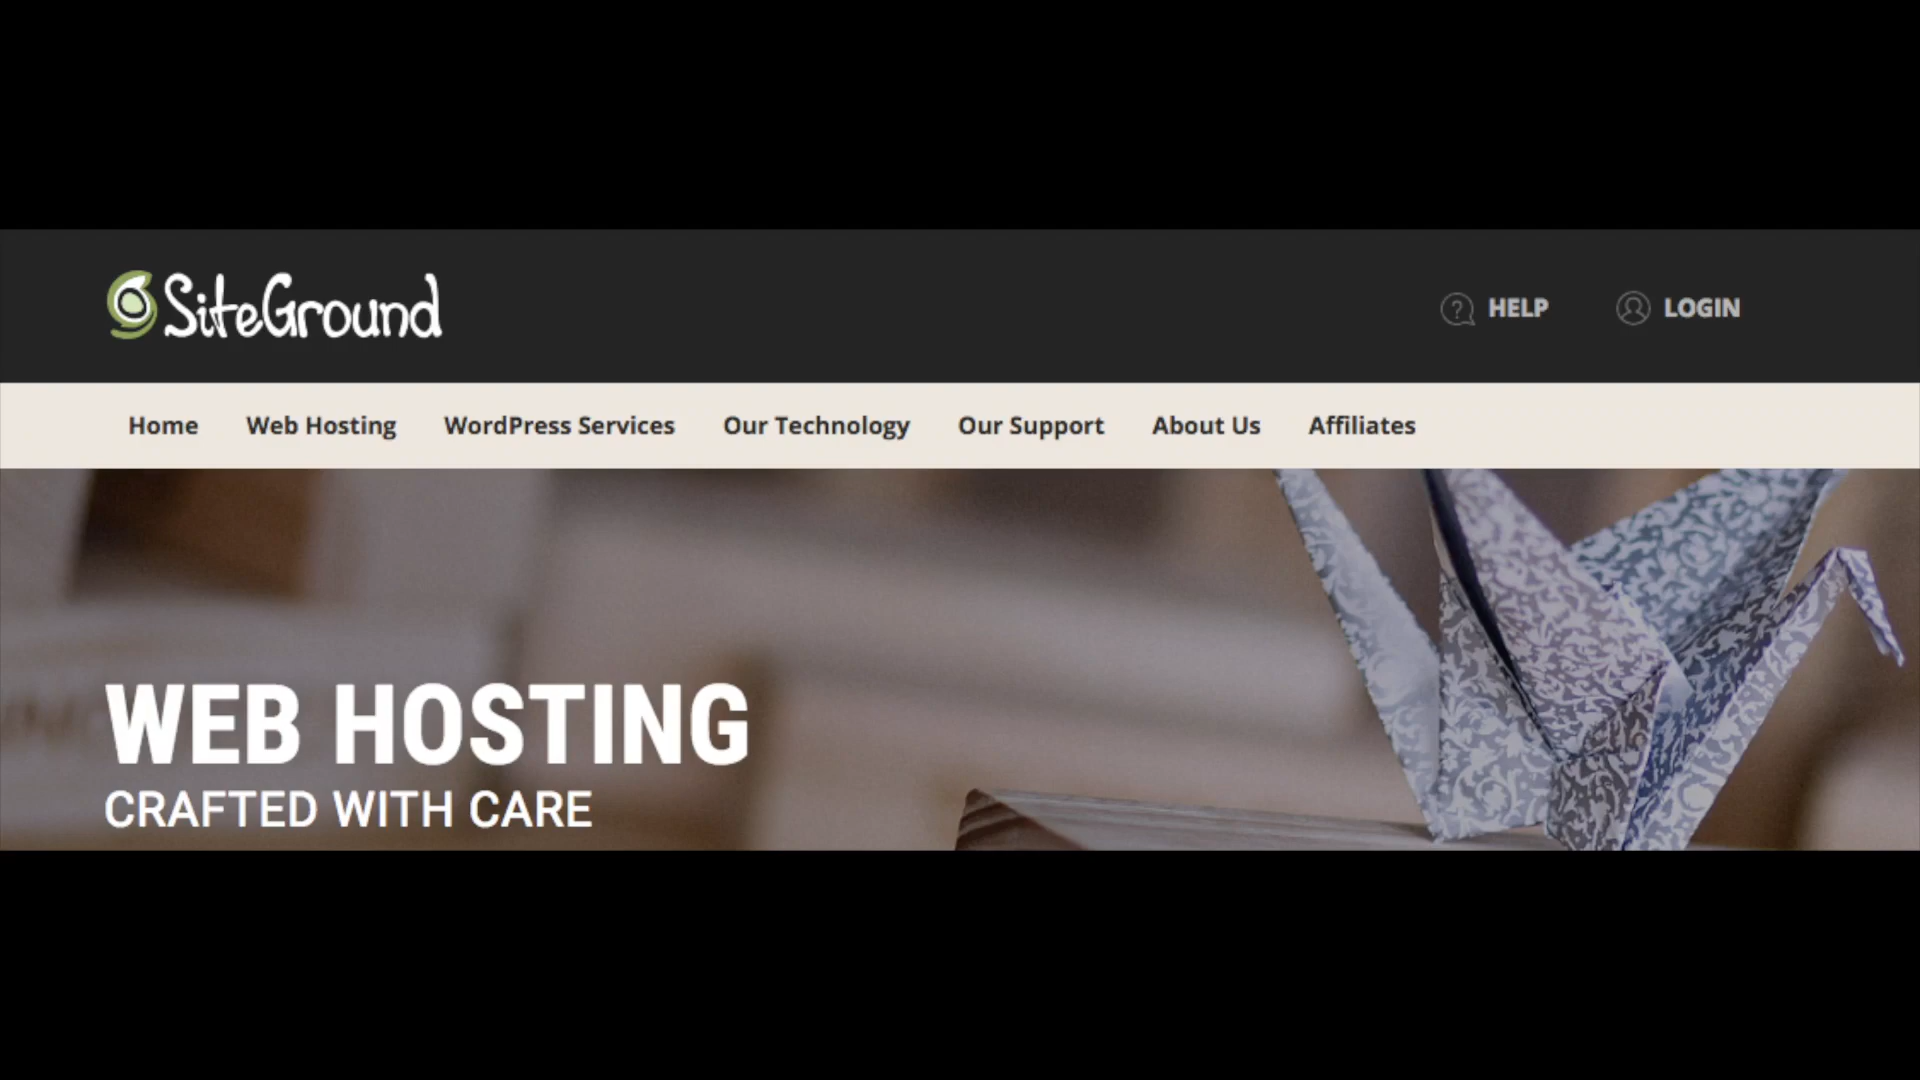 SiteGround
HELP LOGIN
Home Web Hosting WordPress Services Our Technology Our Support About Us Affiliates
WEB HOSTING
CRAFTED WITH CARE